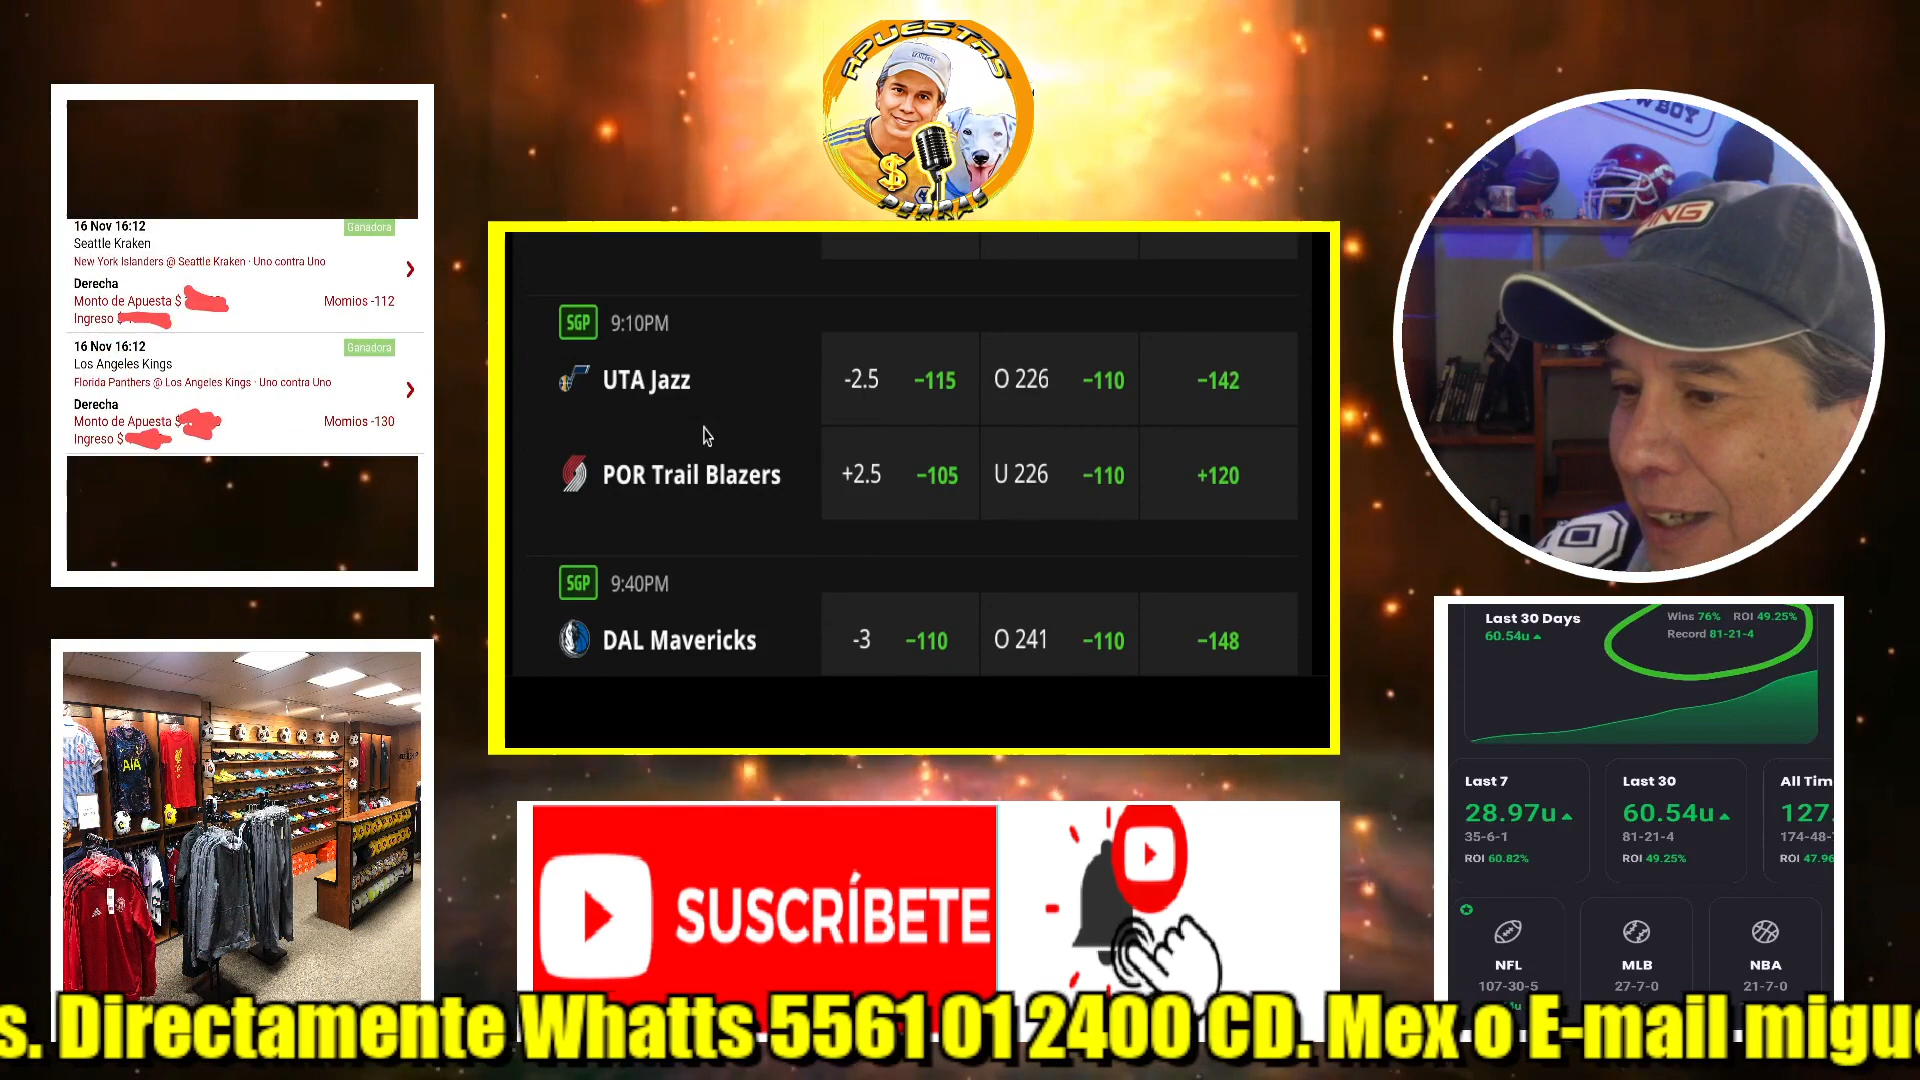 APUESTAS
PERRAS
16 Nov 16:12
Ganadora
Seattle Kraken
New York Islanders @ Seattle Kraken · Uno contra Uno
Derecha
Monto de Apuesta $
Momios -112
Ingreso $
16 Nov 16:12
Ganadora
Los Angeles Kings
Florida Panthers @ Los Angeles Kings · Uno contra Uno
Derecha
Monto de Apuesta $
Momios -130
Ingreso $
SGP 9:10PM
UTA Jazz -2.5 −115 O 226 −110 −142
POR Trail Blazers +2.5 −105 U 226 −110 +120
SGP 9:40PM
DAL Mavericks -3 −110 O 241 −110 −148
Last 30 Days
60.54u
Wins 76% ROI 49.25%
Record 81-21-4
Last 7
28.97u
35-6-1
ROI 60.82%
Last 30
60.54u
81-21-4
ROI 49.25%
All Tim
127.
174-48-
ROI 47.96
NFL
107-30-5
MLB
27-7-0
NBA
21-7-0
AIA
SUSCRÍBETE
s. Directamente Whatts 5561 01 2400 CD. Mex o E-mail migue